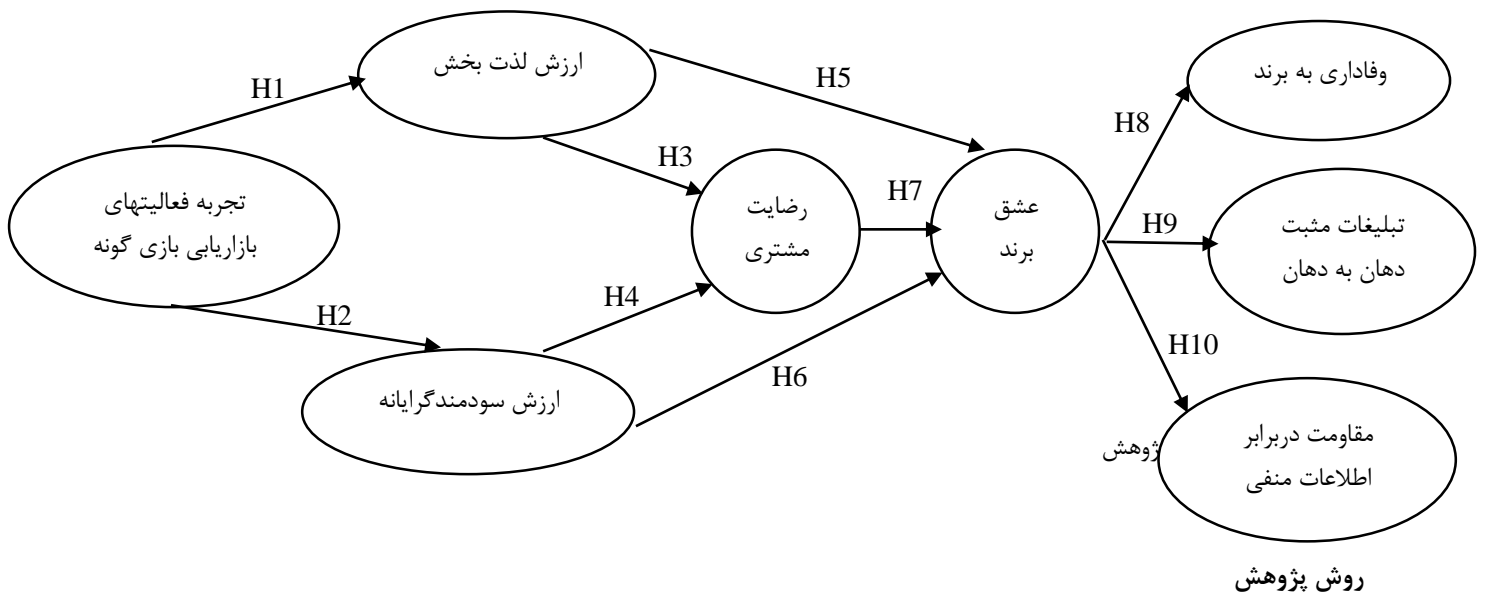 ارزش لذت بخش
وفاداری به برند
H5
H1
H8
H3
تجربه فعالیتهای
بازاریابی بازی گونه
رضایت
مشتری
H7
عشق
برند
H9
تبلیغات مثبت
دهان به دهان
H2
H4
H10
H6
ارزش سودمندگرایانه
مقاومت دربرابر
اطلاعات منفی
ژوهش
روش پژوهش